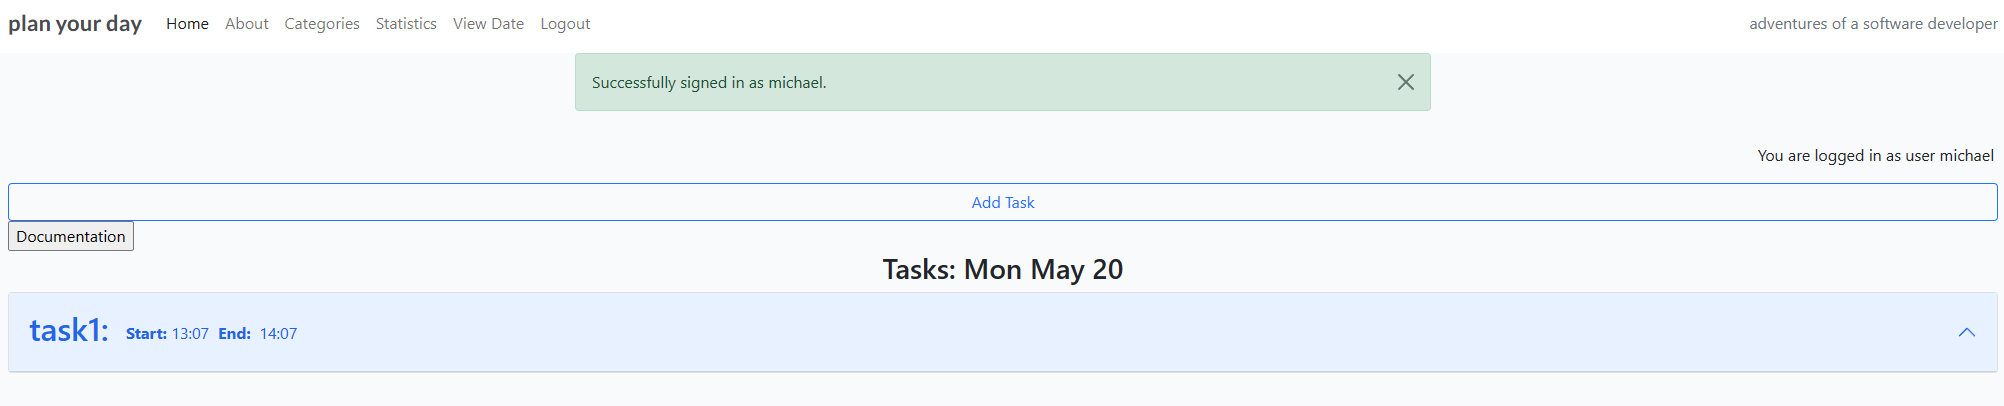 plan your day Home About Categories Statistics View Date Logout adventures of a software developer
Successfully signed in as michael.
You are logged in as user michael
Add Task
Documentation
Tasks: Mon May 20
task1: Start: 13:07 End: 14:07